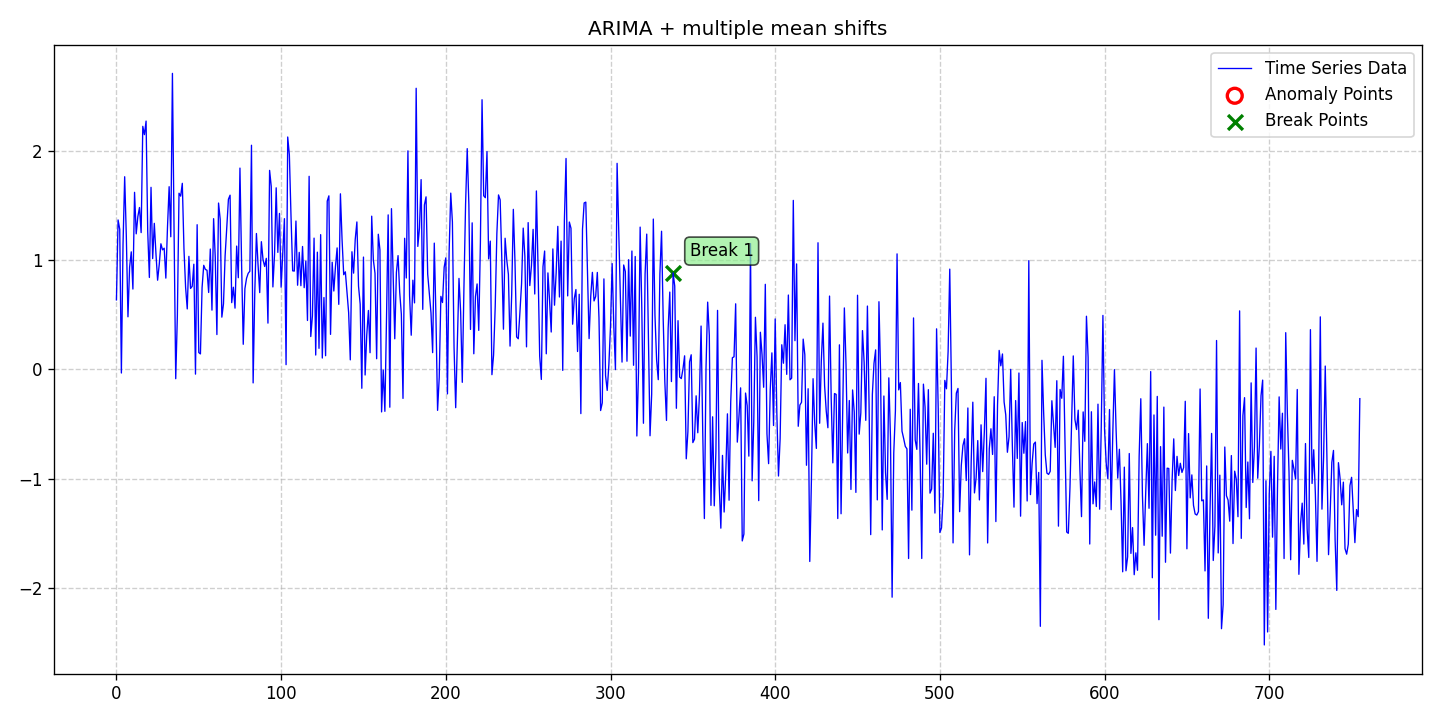 ARIMA + multiple mean shifts
Time Series Data
Anomaly Points
Break Points
Break 1
2
1
0
−1
−2
0 100 200 300 400 500 600 700